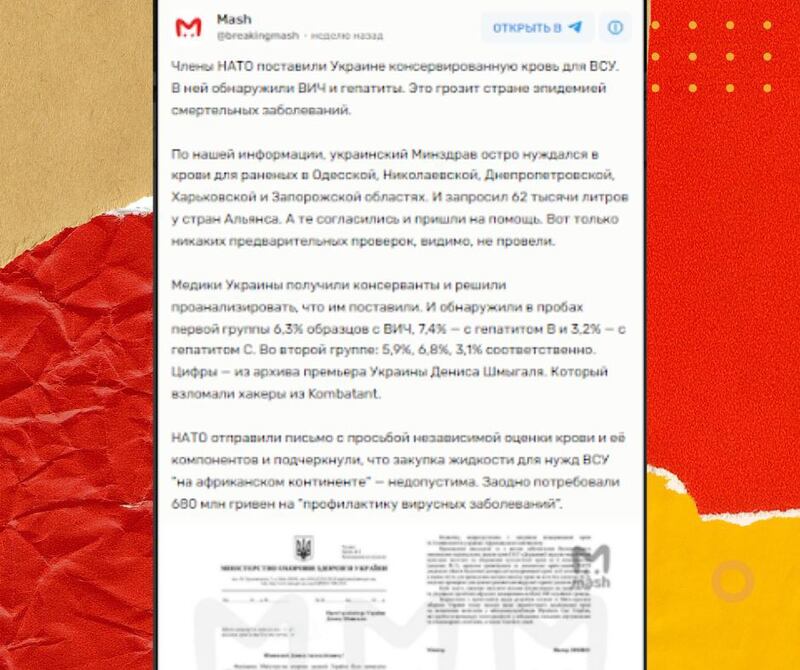 Mash
@breakingmash · неделю назад
ОТКРЫТЬ В
Члены НАТО поставили Украине консервированную кровь для ВСУ.
В ней обнаружили ВИЧ и гепатиты. Это грозит стране эпидемией
смертельных заболеваний.
По нашей информации, украинский Минздрав остро нуждался в
крови для раненых в Одесской, Николаевской, Днепропетровской,
Харьковской и Запорожской областях. И запросил 62 тысячи литров
у стран Альянса. А те согласились и пришли на помощь. Вот только
никаких предварительных проверок, видимо, не провели.
Медики Украины получили консерванты и решили
проанализировать, что им поставили. И обнаружили в пробах
первой группы 6,3% образцов с ВИЧ, 7,4% — с гепатитом В и 3,2% — с
гепатитом С. Во второй группе: 5,9%, 6,8%, 3,1% соответственно.
Цифры — из архива премьера Украины Дениса Шмыгаля. Который
взломали хакеры из Kombatant.
НАТО отправили письмо с просьбой независимой оценки крови и её
компонентов и подчеркнули, что закупка жидкости для нужд ВСУ
"на африканском континенте" — недопустима. Заодно потребовали
680 млн гривен на "профилактику вирусных заболеваний".
МІНІСТЕРСТВО ОХОРОНИ ЗДОРОВ'Я УКРАЇНИ
mash